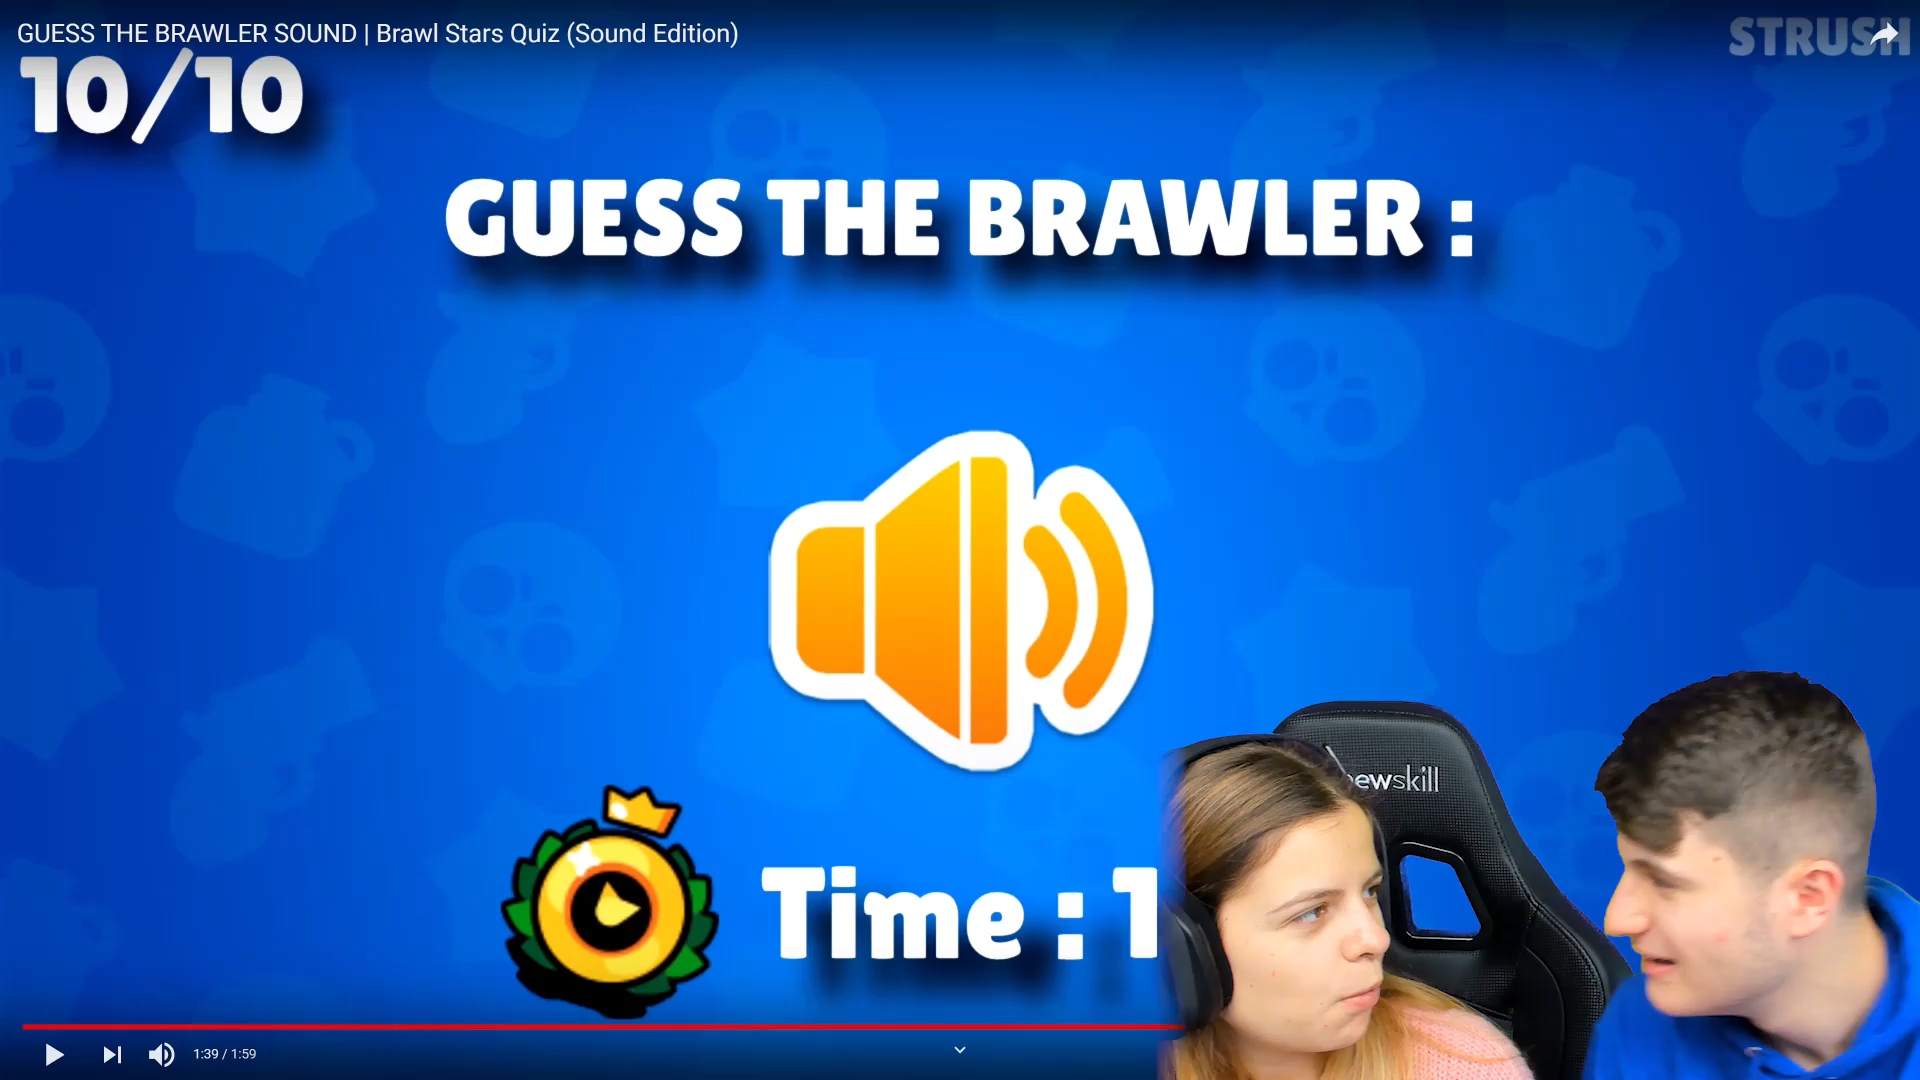 GUESS THE BRAWLER SOUND | Brawl Stars Quiz (Sound Edition)
STRUSH
10/10
GUESS THE BRAWLER :
newskill
Time : 1
1:39 / 1:59